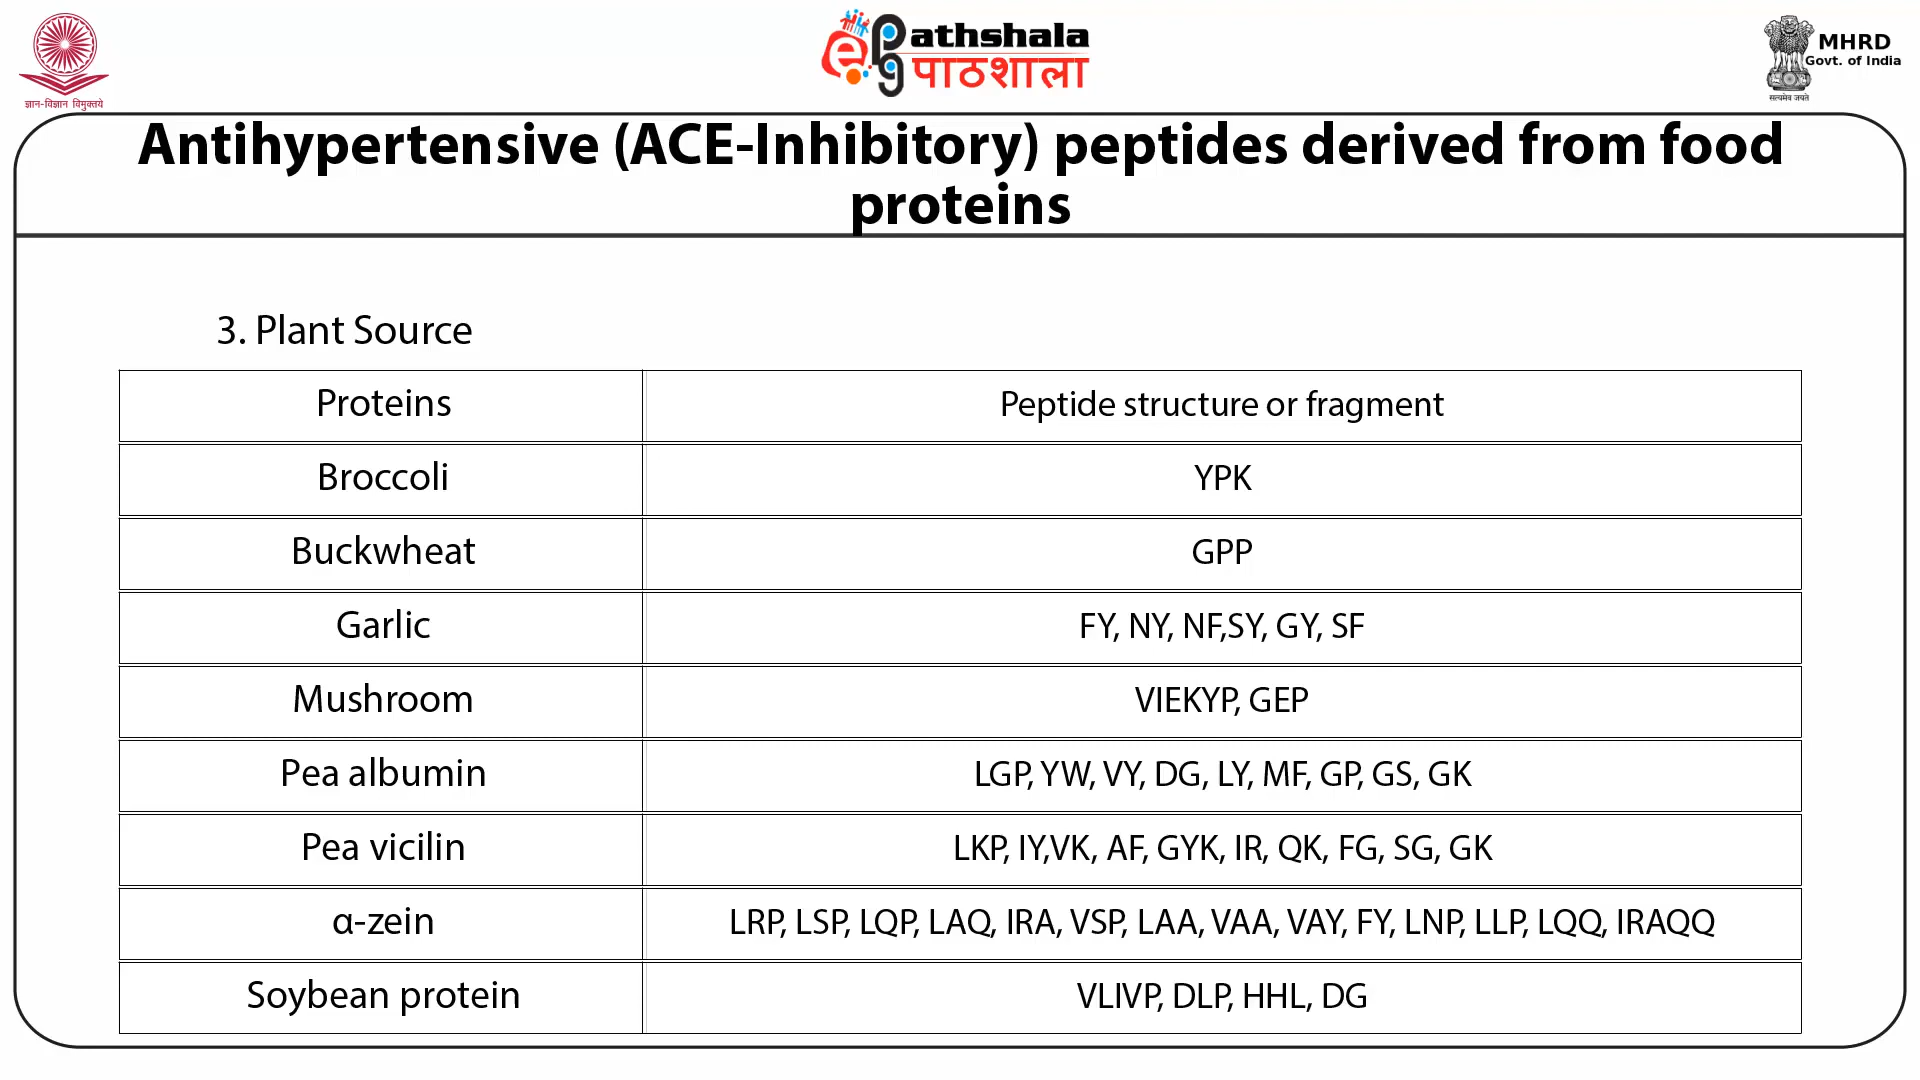 ज्ञान-विज्ञान विमुक्तये
ePathshala
पाठशाला
MHRD
Govt. of India
सत्यमेव जयते
Antihypertensive (ACE-Inhibitory) peptides derived from food
proteins
3. Plant Source
Proteins Peptide structure or fragment
Broccoli YPK
Buckwheat GPP
Garlic FY, NY, NF,SY, GY, SF
Mushroom VIEKYP, GEP
Pea albumin LGP, YW, VY, DG, LY, MF, GP, GS, GK
Pea vicilin LKP, IY,VK, AF, GYK, IR, QK, FG, SG, GK
α-zein LRP, LSP, LQP, LAQ, IRA, VSP, LAA, VAA, VAY, FY, LNP, LLP, LQQ, IRAQQ
Soybean protein VLIVP, DLP, HHL, DG